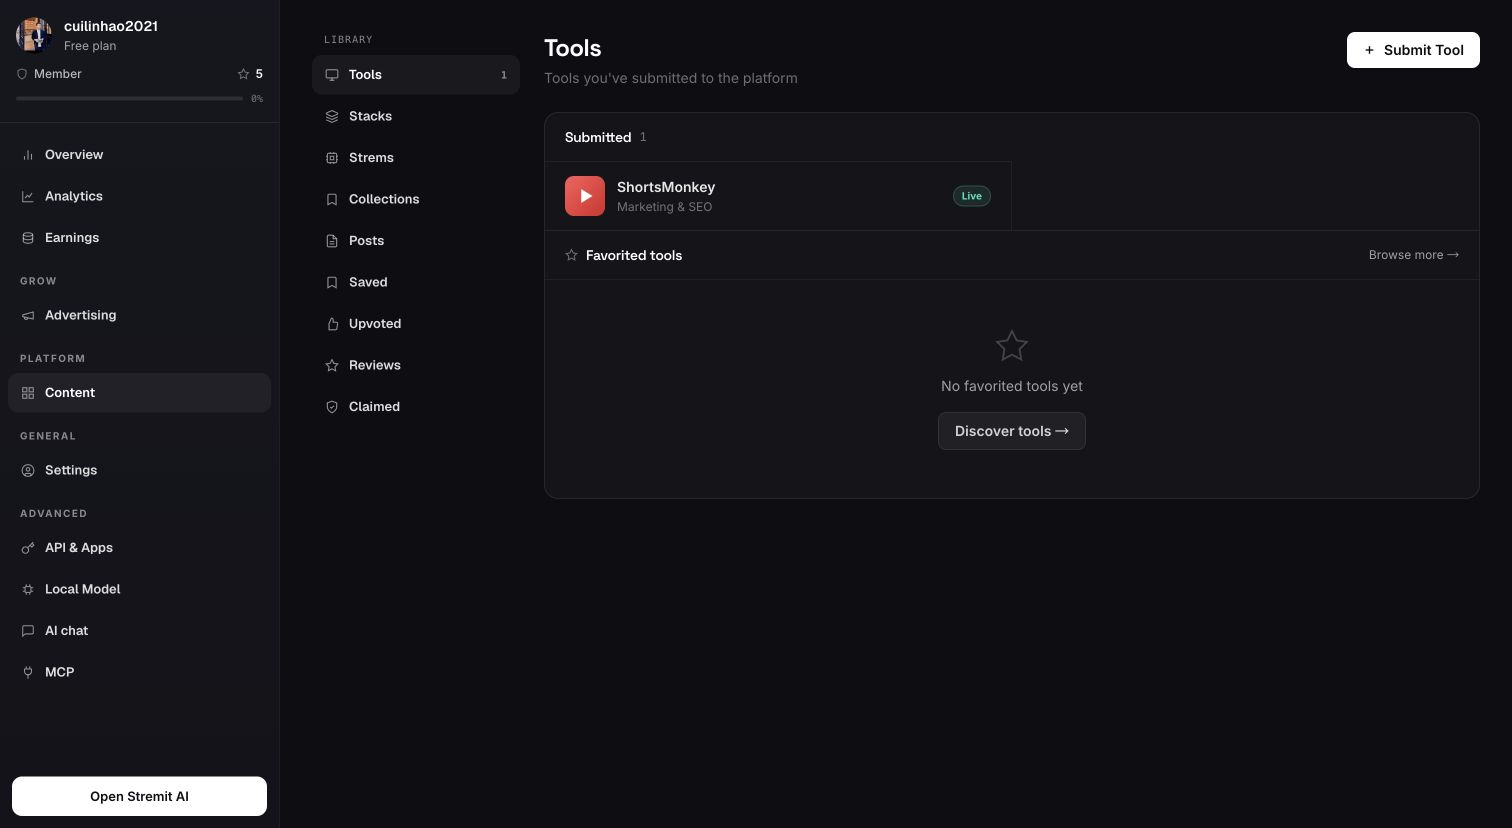 cuilinhao2021
Free plan
Member
5
0%
Overview
Analytics
Earnings
GROW
Advertising
PLATFORM
Content
GENERAL
Settings
ADVANCED
API & Apps
Local Model
AI chat
MCP
Open Stremit AI
LIBRARY
Tools 1
Stacks
Strems
Collections
Posts
Saved
Upvoted
Reviews
Claimed
Tools
Tools you've submitted to the platform
+ Submit Tool
Submitted 1
ShortsMonkey
Marketing & SEO
Live
Favorited tools
Browse more →
No favorited tools yet
Discover tools →